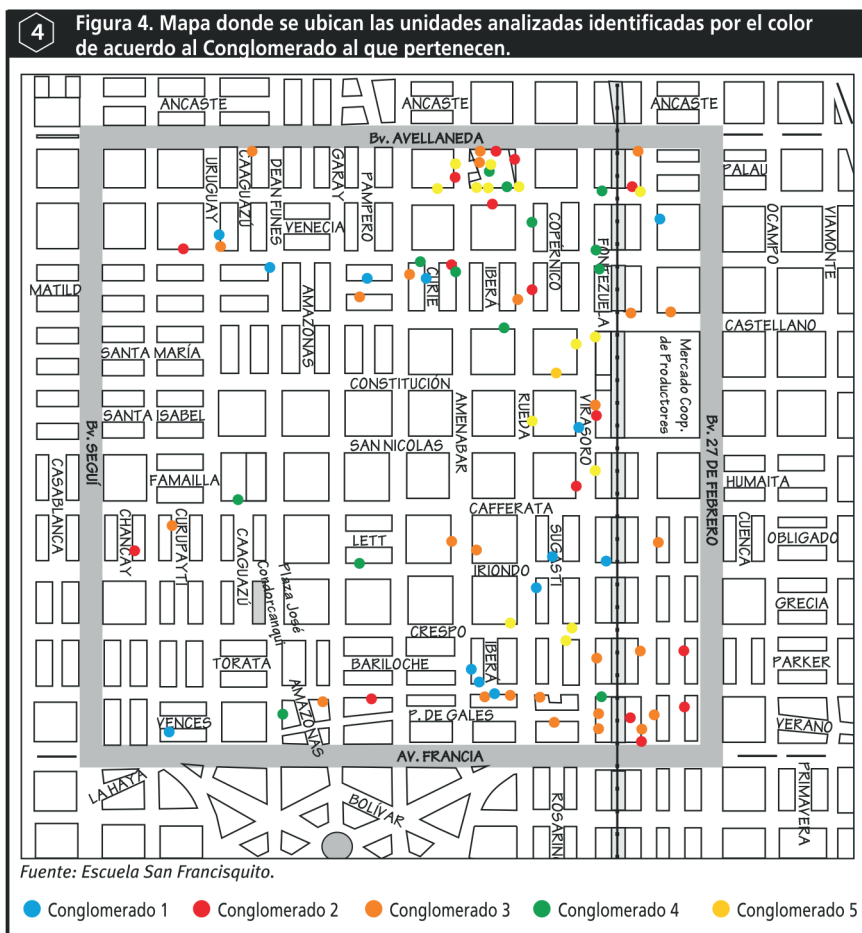 4
Figura 4. Mapa donde se ubican las unidades analizadas identificadas por el color
de acuerdo al Conglomerado al que pertenecen.
ANCASTE
ANCASTE
ANCASTE
Bv. AVELLANEDA
URUGUAY
CAAGUAZÚ
DEAN FUNES
GARAY
PAMPERO
PALAU
VENECIA
COPÉRNICO
FONTEZUELA
OCAMPO
VIAMONTE
MATILD
AMAZONAS
CURIE
IBERA
CASTELLANO
SANTA MARÍA
Mercado Coop.
de Productores
CONSTITUCIÓN
SANTA ISABEL
AMENABAR
RUEDA
VIRASORO
Bv. SEGUÍ
SAN NICOLAS
Bv. 27 DE FEBRERO
CASABLANCA
FAMAILLA
HUMAITA
CHANCAY
CURUPAYTI
CAFFERATA
CAAGUAZÚ
LETT
SUGASTI
CUENCA
OBLIGADO
IRIONDO
Plaza José
Condorcanqui
GRECIA
CRESPO
TORATA
BARILOCHE
IBERA
PARKER
AMAZONAS
VENCES
P. DE GALES
VERANO
AV. FRANCIA
LA HAYA
BOLÍVAR
ROSARIN
PRIMAVERA
Fuente: Escuela San Francisquito.
Conglomerado 1 Conglomerado 2 Conglomerado 3 Conglomerado 4 Conglomerado 5